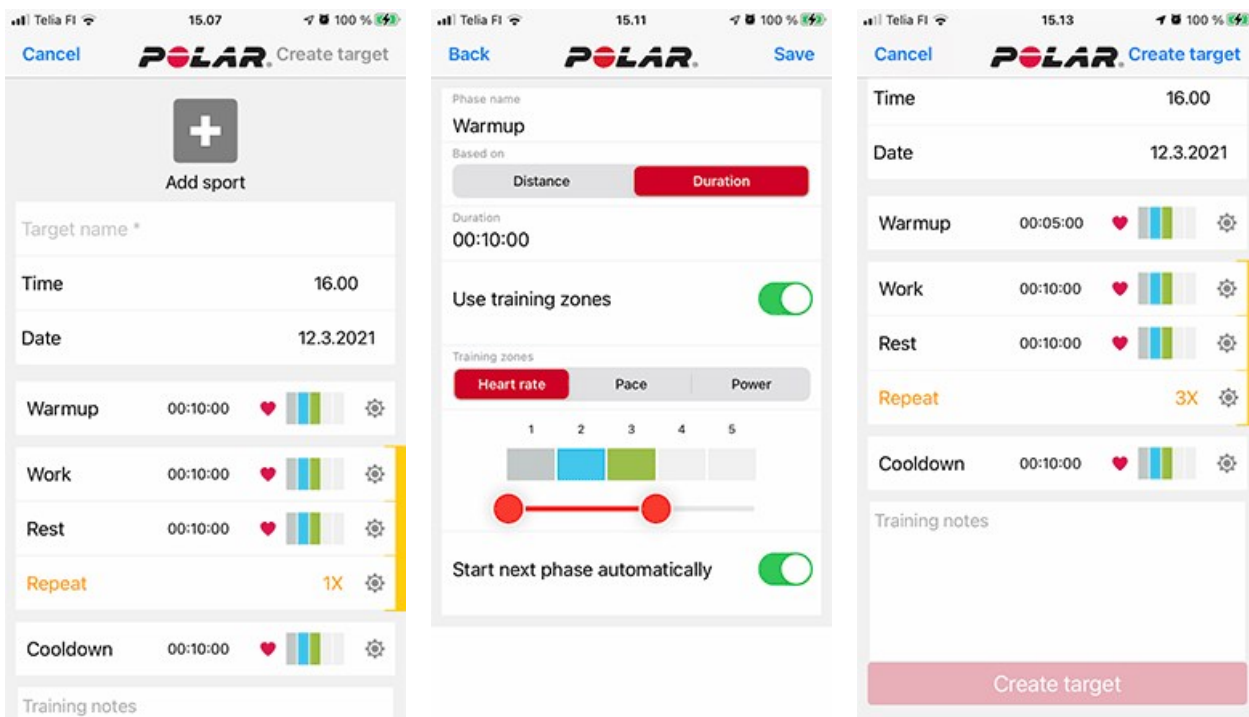 Telia FI 15.07 100 %
Cancel POLAR. Create target
Add sport
Target name *
Time 16.00
Date 12.3.2021
Warmup 00:10:00
Work 00:10:00
Rest 00:10:00
Repeat 1X
Cooldown 00:10:00
Training notes
Telia FI 15.11 100 %
Back POLAR. Save
Phase name
Warmup
Based on
Distance Duration
Duration
00:10:00
Use training zones
Training zones
Heart rate Pace Power
1 2 3 4 5
Start next phase automatically
Telia FI 15.13 100 %
Cancel POLAR. Create target
Time 16.00
Date 12.3.2021
Warmup 00:05:00
Work 00:10:00
Rest 00:10:00
Repeat 3X
Cooldown 00:10:00
Training notes
Create target